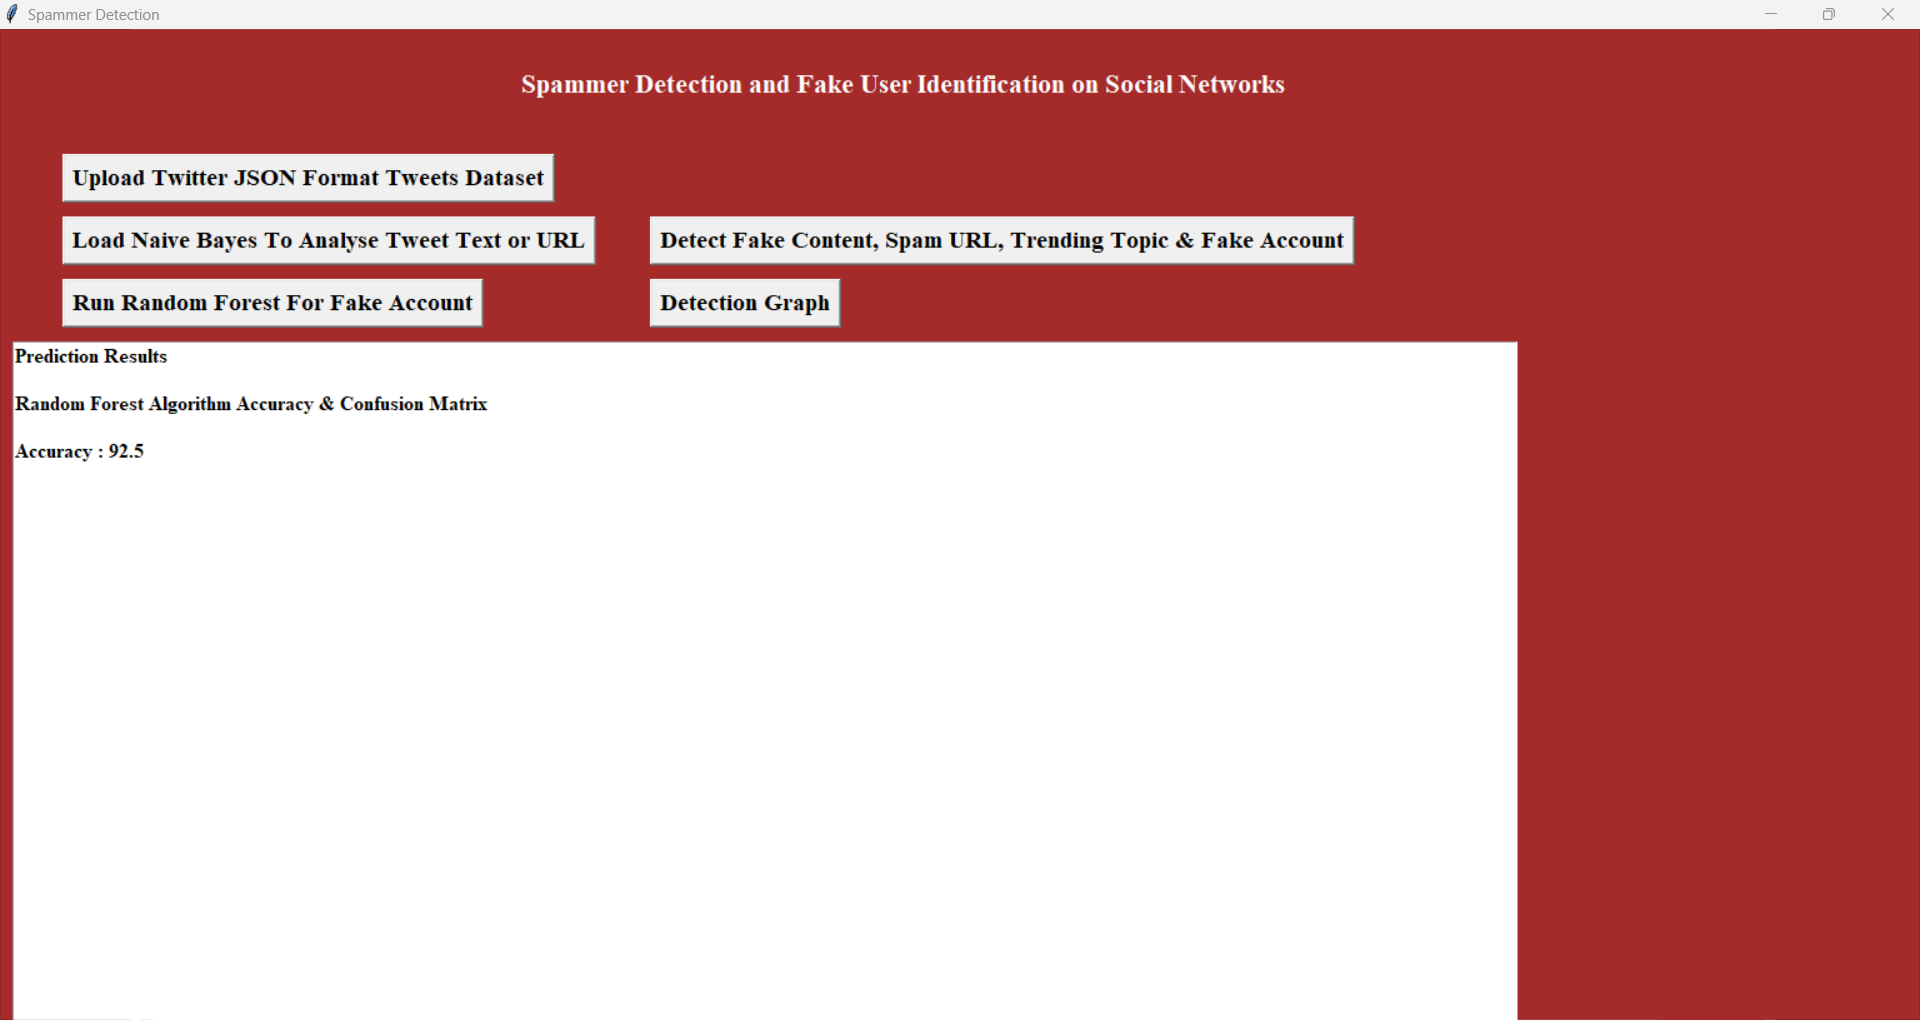 Spammer Detection
Spammer Detection and Fake User Identification on Social Networks
Upload Twitter JSON Format Tweets Dataset
Load Naive Bayes To Analyse Tweet Text or URL
Detect Fake Content, Spam URL, Trending Topic & Fake Account
Run Random Forest For Fake Account
Detection Graph
Prediction Results
Random Forest Algorithm Accuracy & Confusion Matrix
Accuracy : 92.5